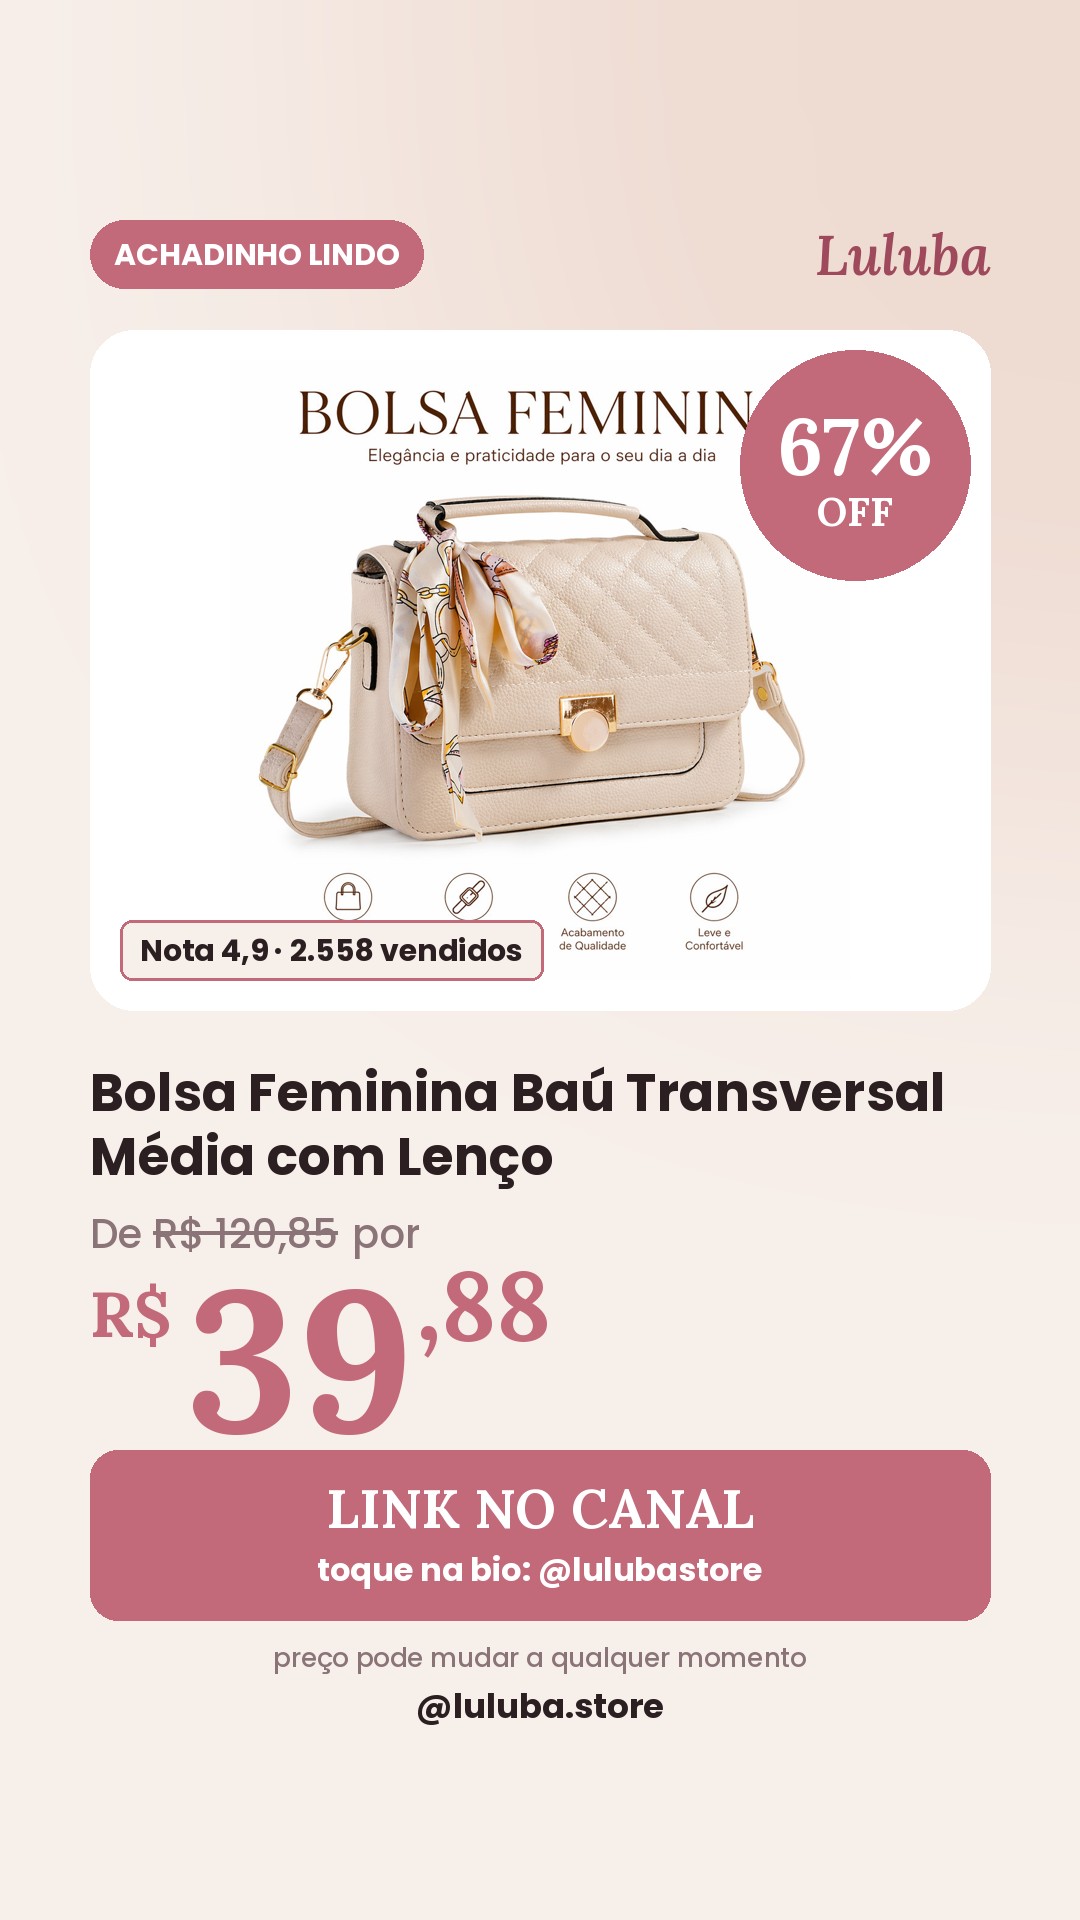 ACHADINHO LINDO
Luluba
BOLSA FEMININ
Elegância e praticidade para o seu dia a dia
67%
OFF
Acabamento
de Qualidade
Leve e
Confortável
Nota 4,9 · 2.558 vendidos
Bolsa Feminina Baú Transversal
Média com Lenço
De R$ 120,85 por
R$ 39,88
LINK NO CANAL
toque na bio: @lulubastore
preço pode mudar a qualquer momento
@luluba.store